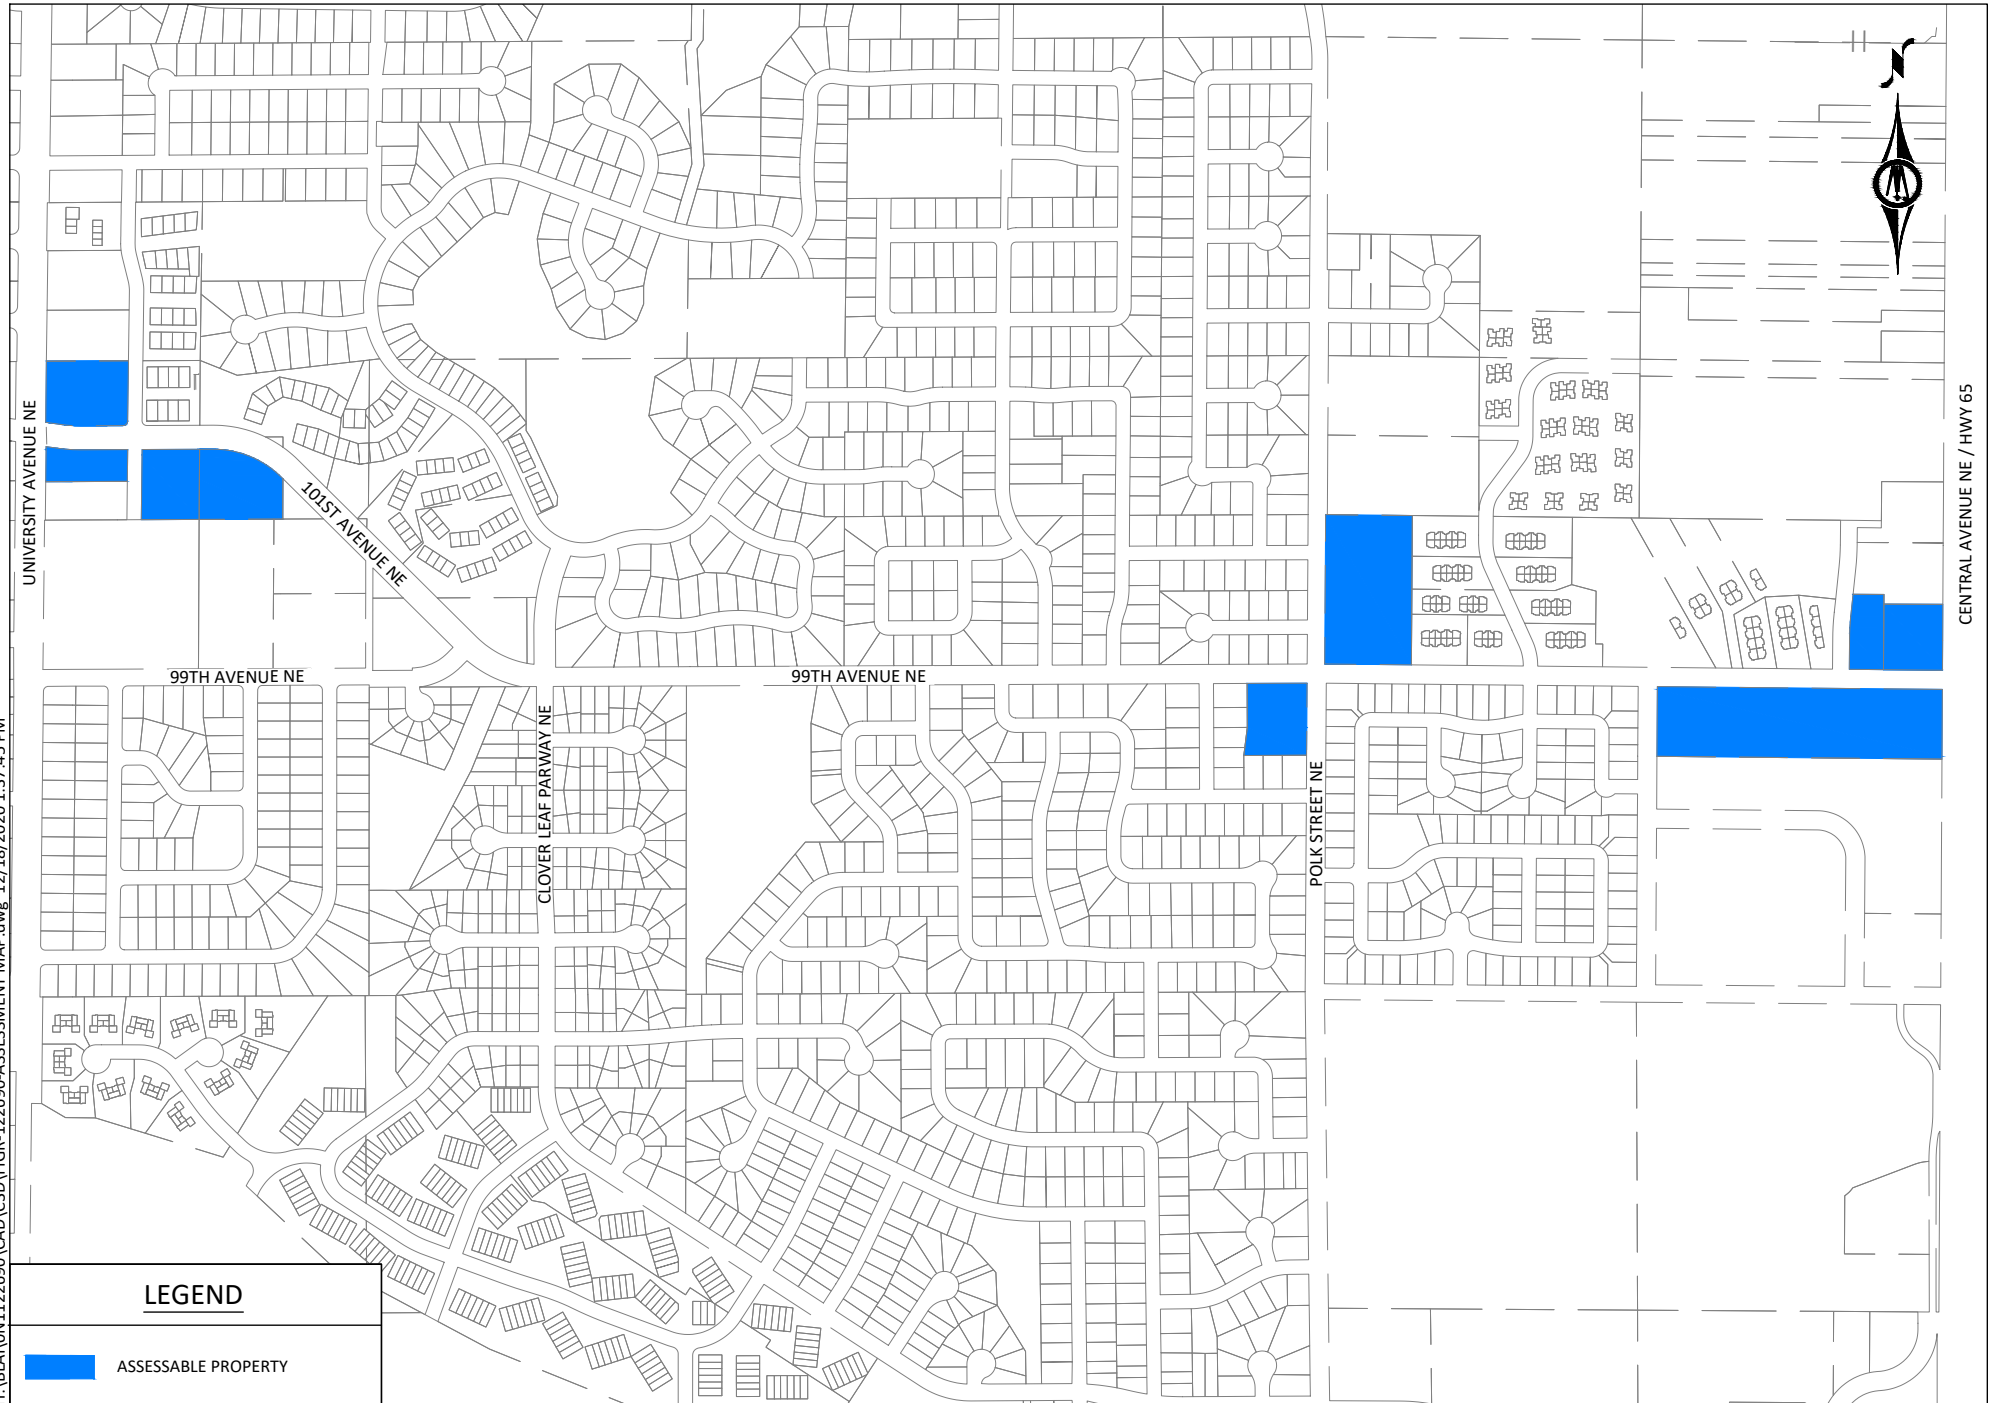 UNIVERSITY AVENUE NE
101ST AVENUE NE
99TH AVENUE NE
99TH AVENUE NE
CLOVER LEAF PARWAY NE
POLK STREET NE
CENTRAL AVENUE NE / HWY 65
N
LEGEND
ASSESSABLE PROPERTY